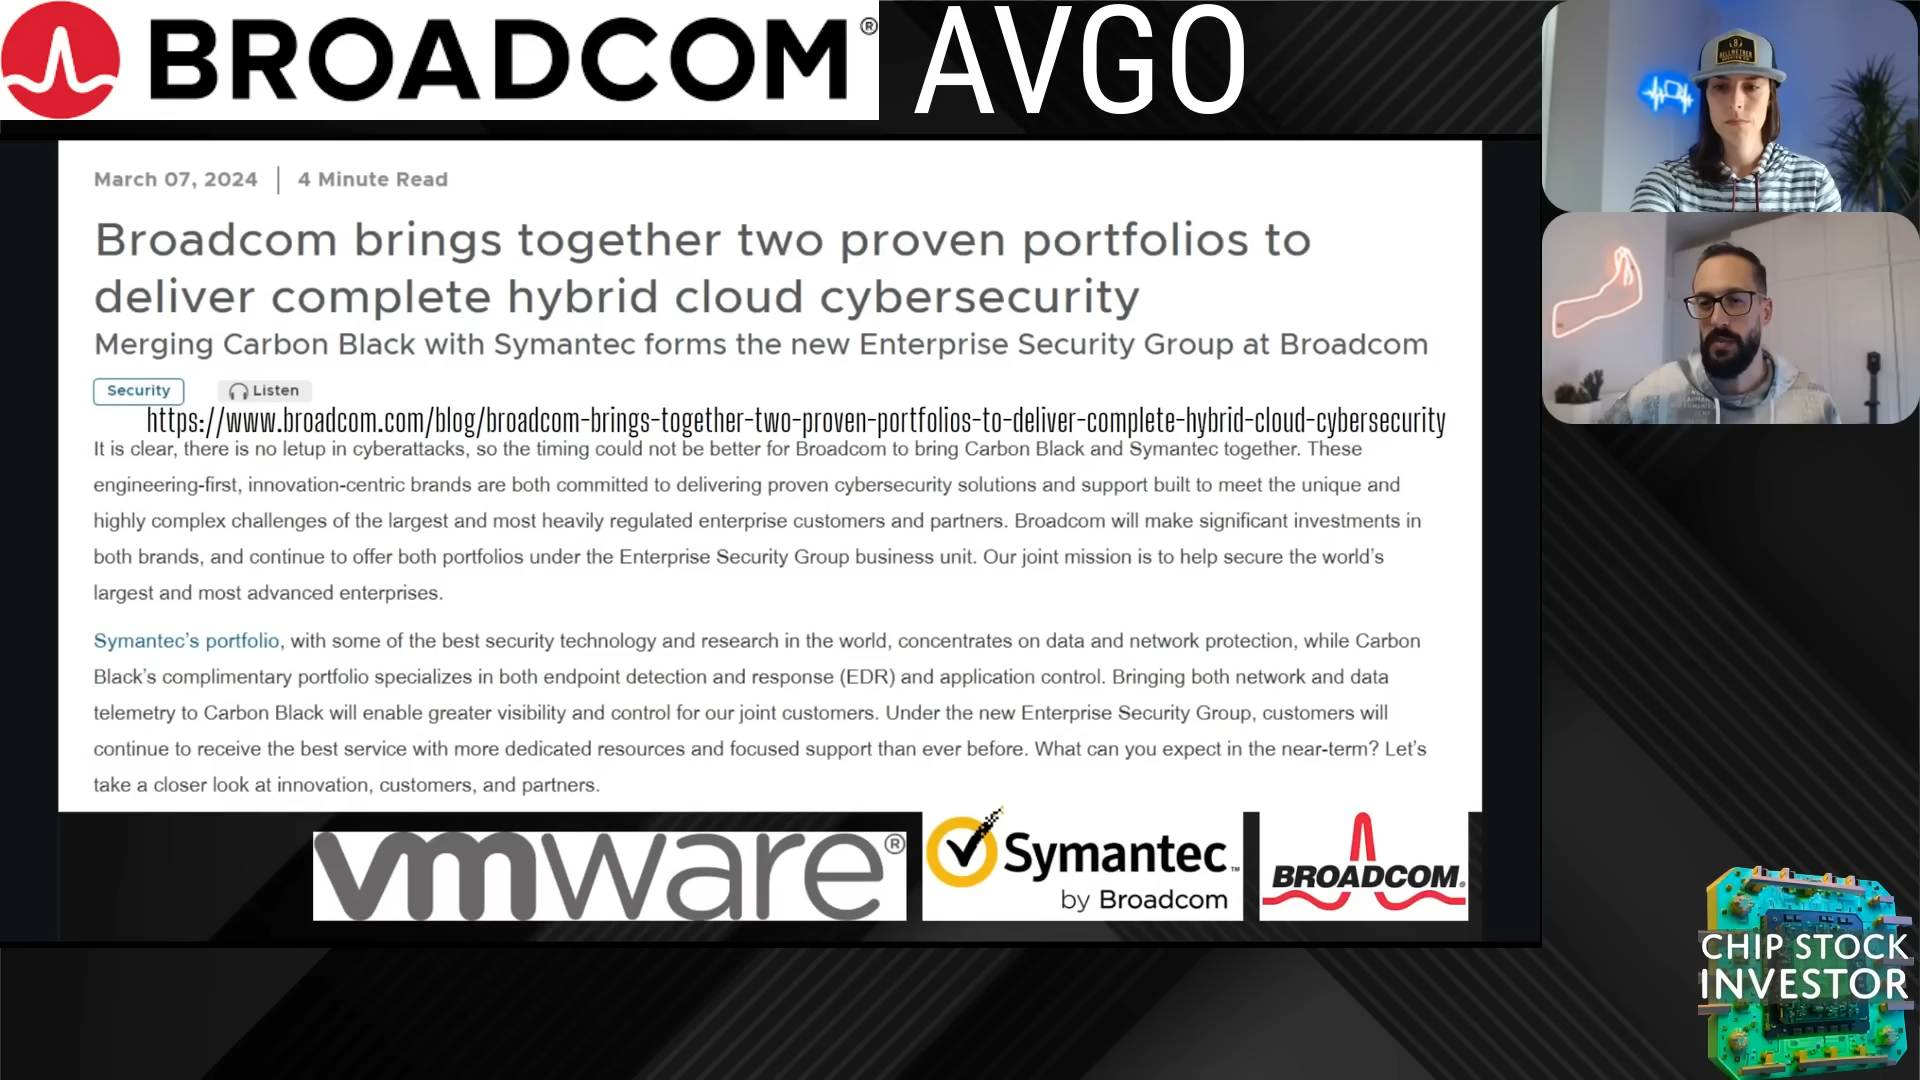 BROADCOM® AVGO
March 07, 2024 | 4 Minute Read
Broadcom brings together two proven portfolios to
deliver complete hybrid cloud cybersecurity
Merging Carbon Black with Symantec forms the new Enterprise Security Group at Broadcom
Security Listen
https://www.broadcom.com/blog/broadcom-brings-together-two-proven-portfolios-to-deliver-complete-hybrid-cloud-cybersecurity
It is clear, there is no letup in cyberattacks, so the timing could not be better for Broadcom to bring Carbon Black and Symantec together. These
engineering-first, innovation-centric brands are both committed to delivering proven cybersecurity solutions and support built to meet the unique and
highly complex challenges of the largest and most heavily regulated enterprise customers and partners. Broadcom will make significant investments in
both brands, and continue to offer both portfolios under the Enterprise Security Group business unit. Our joint mission is to help secure the world's
largest and most advanced enterprises.
Symantec's portfolio, with some of the best security technology and research in the world, concentrates on data and network protection, while Carbon
Black's complimentary portfolio specializes in both endpoint detection and response (EDR) and application control. Bringing both network and data
telemetry to Carbon Black will enable greater visibility and control for our joint customers. Under the new Enterprise Security Group, customers will
continue to receive the best service with more dedicated resources and focused support than ever before. What can you expect in the near-term? Let's
take a closer look at innovation, customers, and partners.
vmware®
Symantec™
by Broadcom
BROADCOM®
CHIP STOCK
INVESTOR